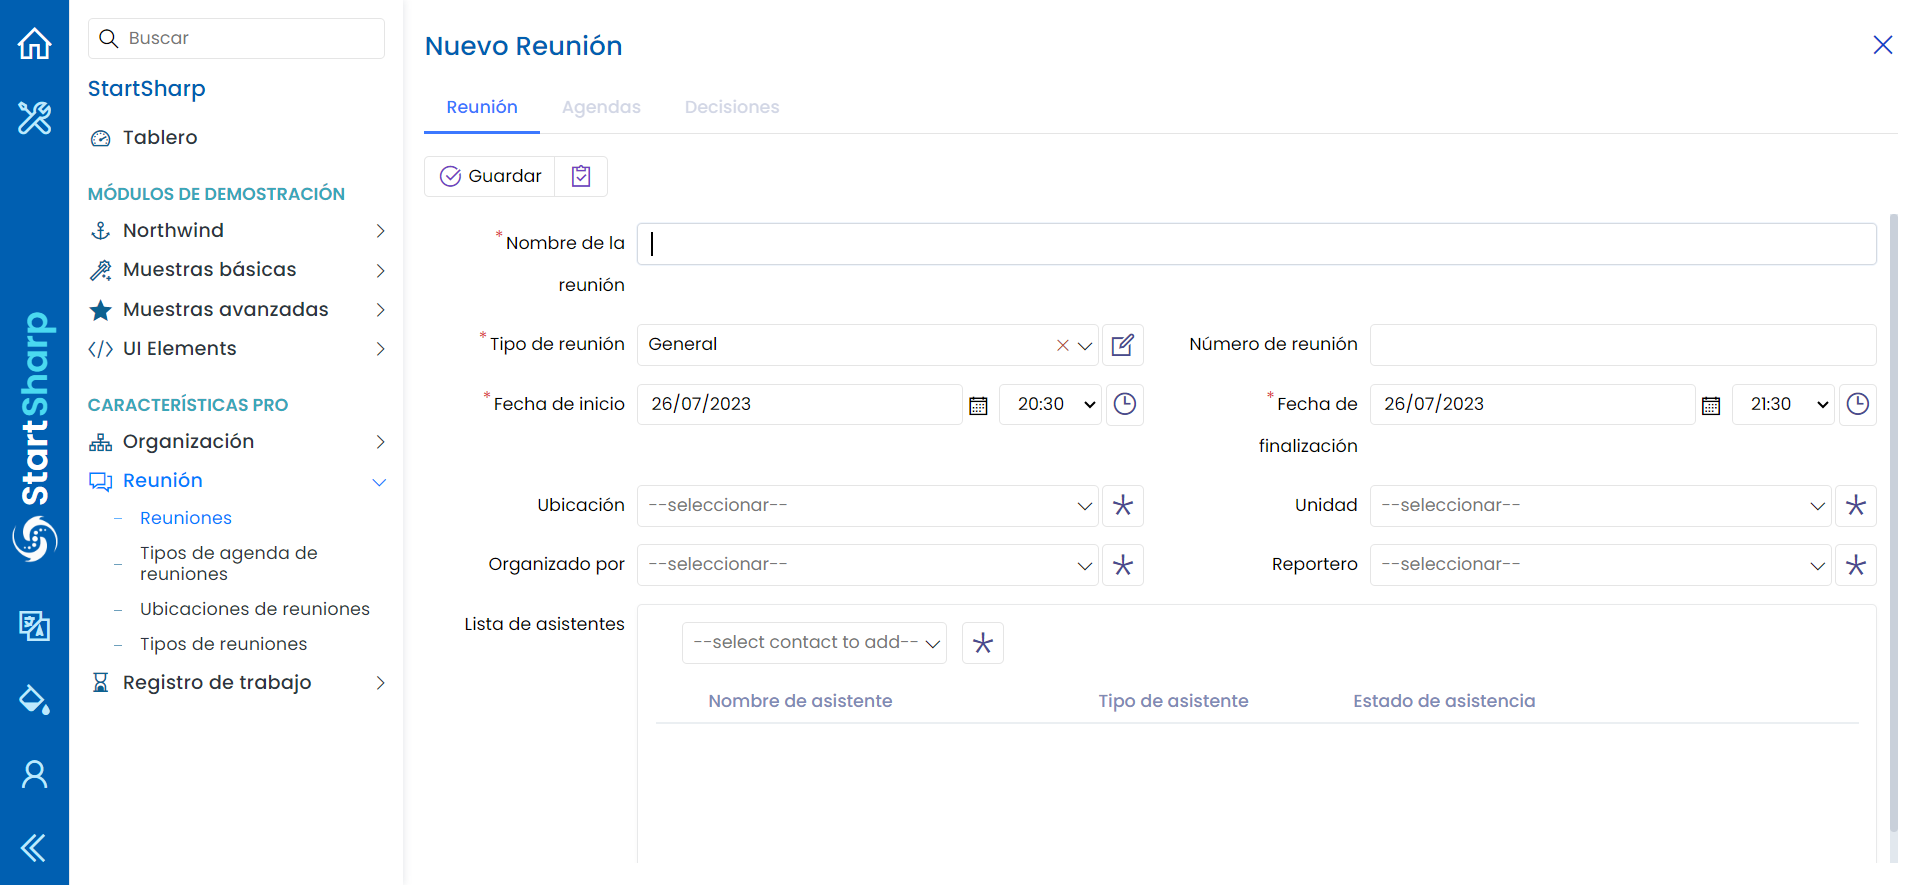 Buscar
StartSharp
Tablero
MÓDULOS DE DEMOSTRACIÓN
Northwind
Muestras básicas
Muestras avanzadas
UI Elements
CARACTERÍSTICAS PRO
Organización
Reunión
Reuniones
Tipos de agenda de
reuniones
Ubicaciones de reuniones
Tipos de reuniones
Registro de trabajo
StartSharp
Nuevo Reunión
Reunión Agendas Decisiones
Guardar
*Nombre de la
reunión
*Tipo de reunión General Número de reunión
*Fecha de inicio 26/07/2023 20:30 *Fecha de
finalización 26/07/2023 21:30
Ubicación --seleccionar-- Unidad --seleccionar--
Organizado por --seleccionar-- Reportero --seleccionar--
Lista de asistentes --select contact to add--
Nombre de asistente Tipo de asistente Estado de asistencia